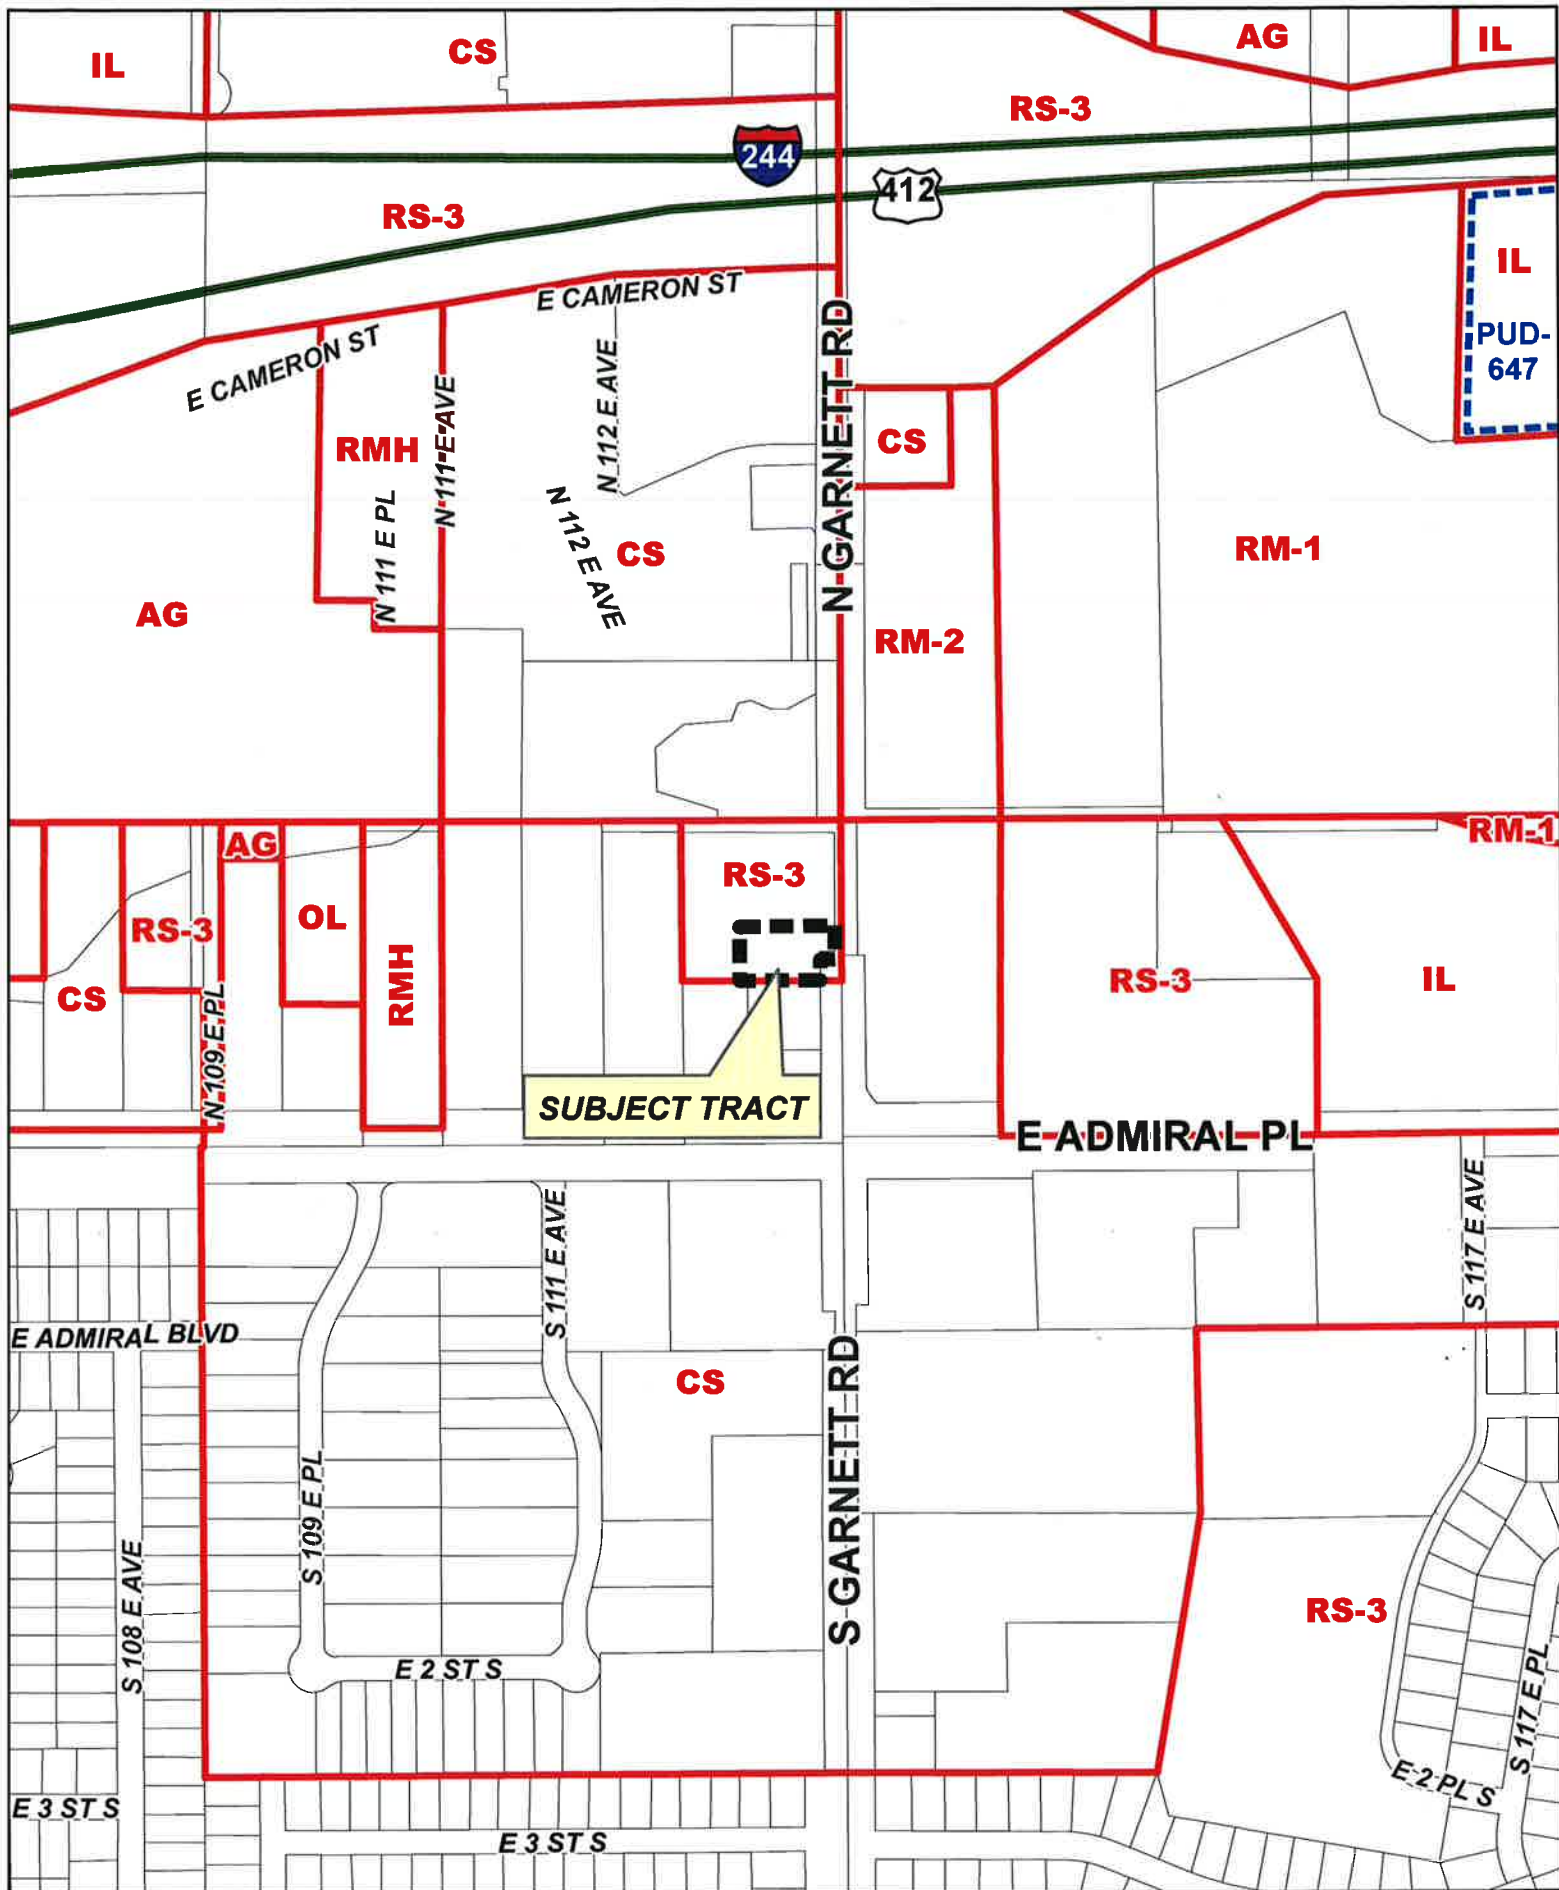 IL
CS
AG
IL
RS-3
244
412
RS-3
IL
PUD-
647
E CAMERON ST
E CAMERON ST
N GARNETT RD
N 112 E AVE
N 111 E AVE
RMH
CS
N 111 E PL
N 112 E AVE
CS
RM-1
AG
RM-2
RM-1
AG
RS-3
OL
RS-3
RMH
CS
N 109 E PL
RS-3
IL
SUBJECT TRACT
E ADMIRAL PL
S 111 E AVE
S 117 E AVE
E ADMIRAL BLVD
CS
S GARNETT RD
S 109 E PL
S 108 E AVE
RS-3
E 2 ST S
S 117 E PL
E 2 PL S
E 3 ST S
E 3 ST S